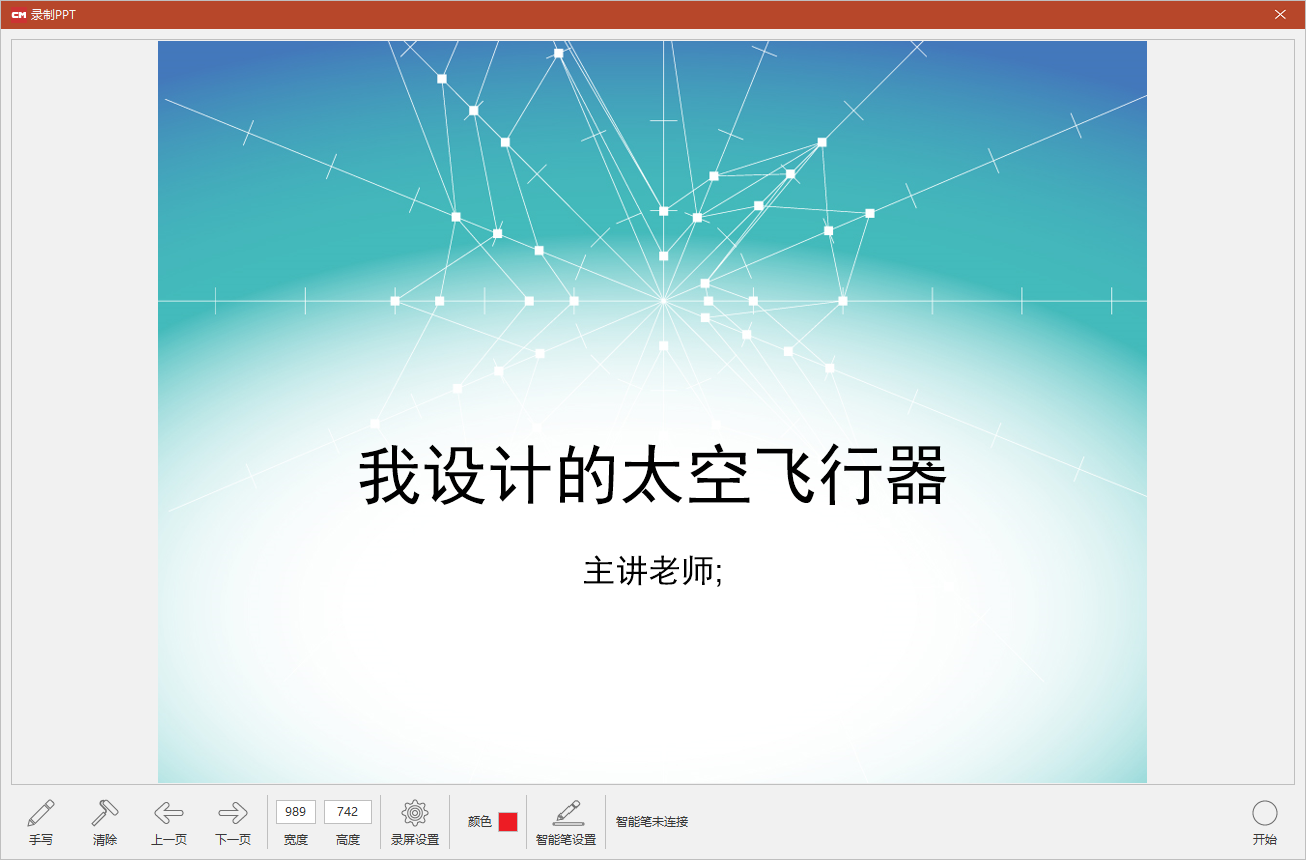 CM 录制PPT
我设计的太空飞行器
主讲老师;
手写
清除
上一页
下一页
989
宽度
742
高度
录屏设置
颜色
智能笔设置
智能笔未连接
开始